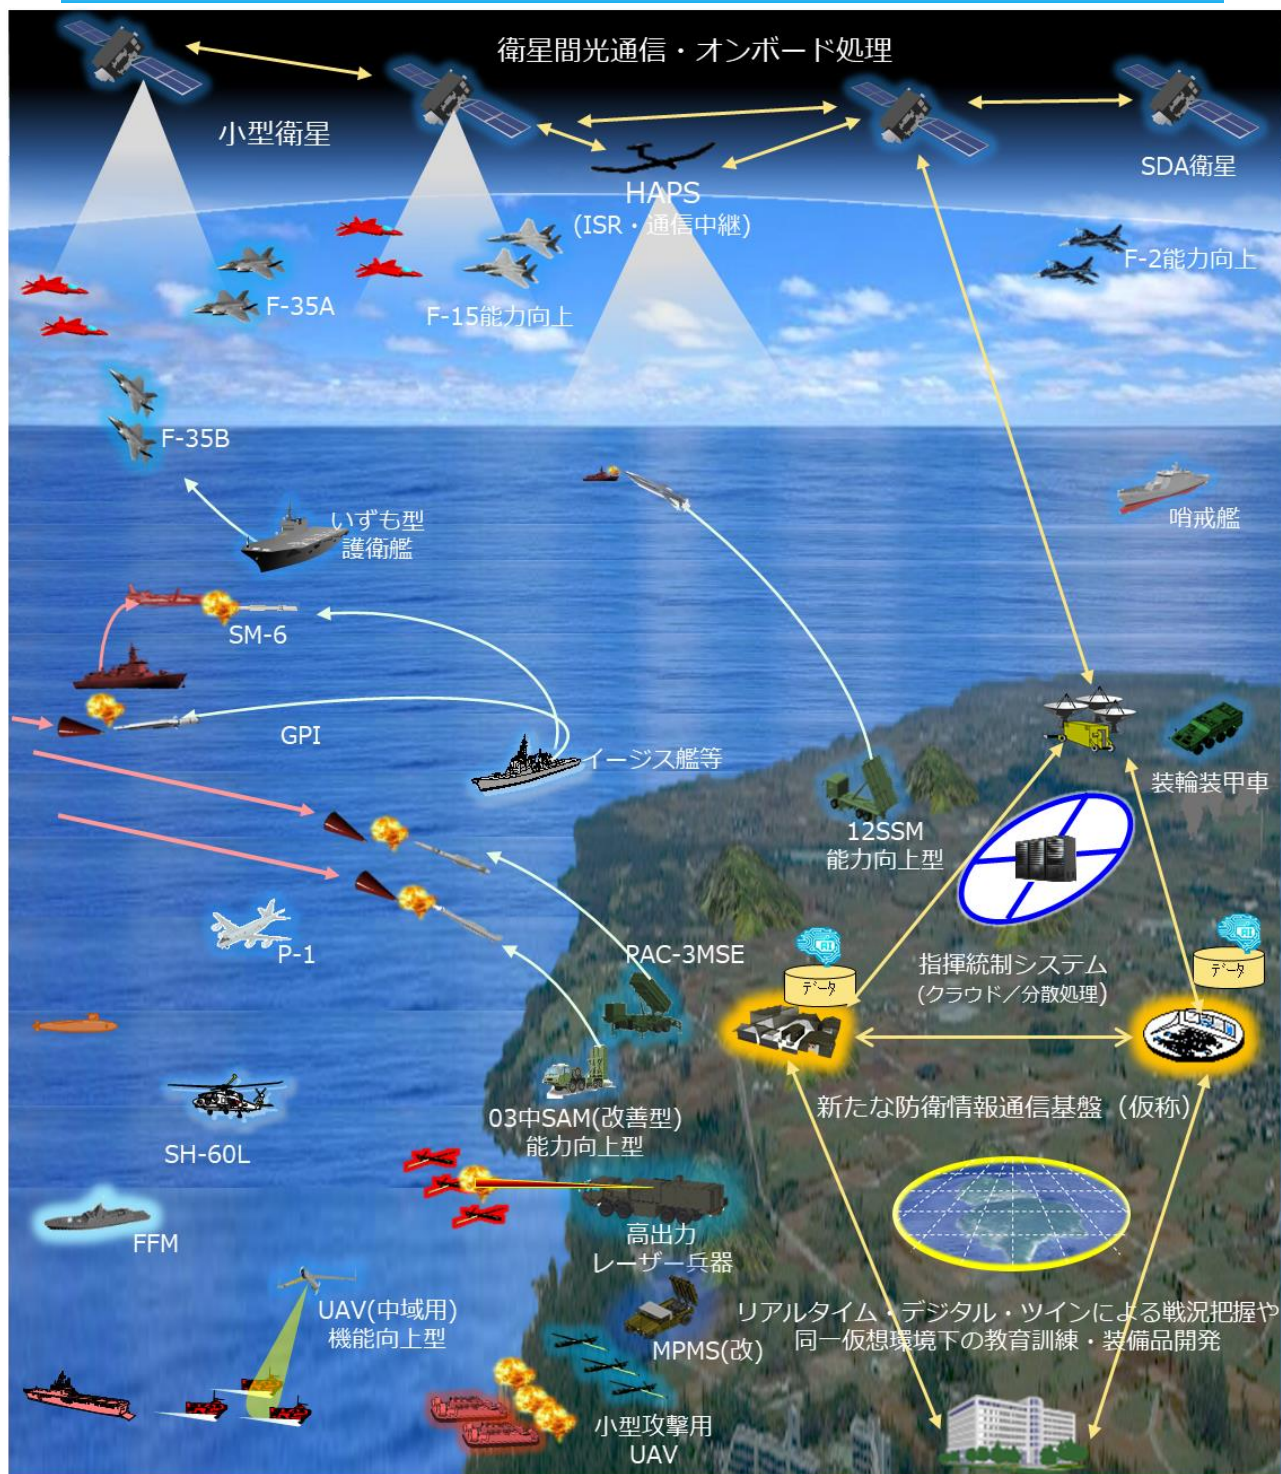 衛星間光通信・オンボード処理
小型衛星
SDA衛星
HAPS
(ISR・通信中継)
F-2能力向上
F-35A
F-15能力向上
F-35B
いずも型
護衛艦
哨戒艦
SM-6
GPI
イージス艦等
装輪装甲車
12SSM
能力向上型
P-1
PAC-3MSE
AI
データ
指揮統制システム
(クラウド/分散処理)
AI
データ
03中SAM(改善型)
能力向上型
新たな防衛情報通信基盤（仮称）
SH-60L
FFM
高出力
レーザー兵器
UAV(中域用)
機能向上型
MPMS(改)
リアルタイム・デジタル・ツインによる戦況把握や
同一仮想環境下の教育訓練・装備品開発
小型攻撃用
UAV